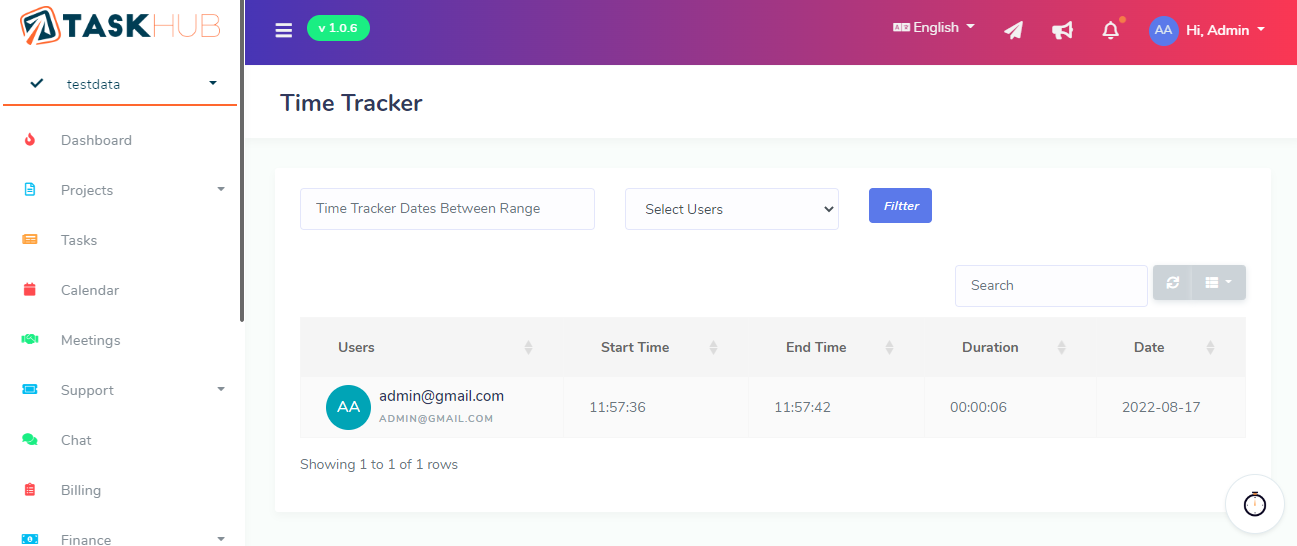 TASKHUB
v 1.0.6
English
AA
Hi, Admin
testdata
Time Tracker
Dashboard
Projects
Tasks
Calendar
Meetings
Support
Chat
Billing
Finance
Time Tracker Dates Between Range
Select Users
Filtter
Search
Users
Start Time
End Time
Duration
Date
AA
admin@gmail.com
ADMIN@GMAIL.COM
11:57:36
11:57:42
00:00:06
2022-08-17
Showing 1 to 1 of 1 rows